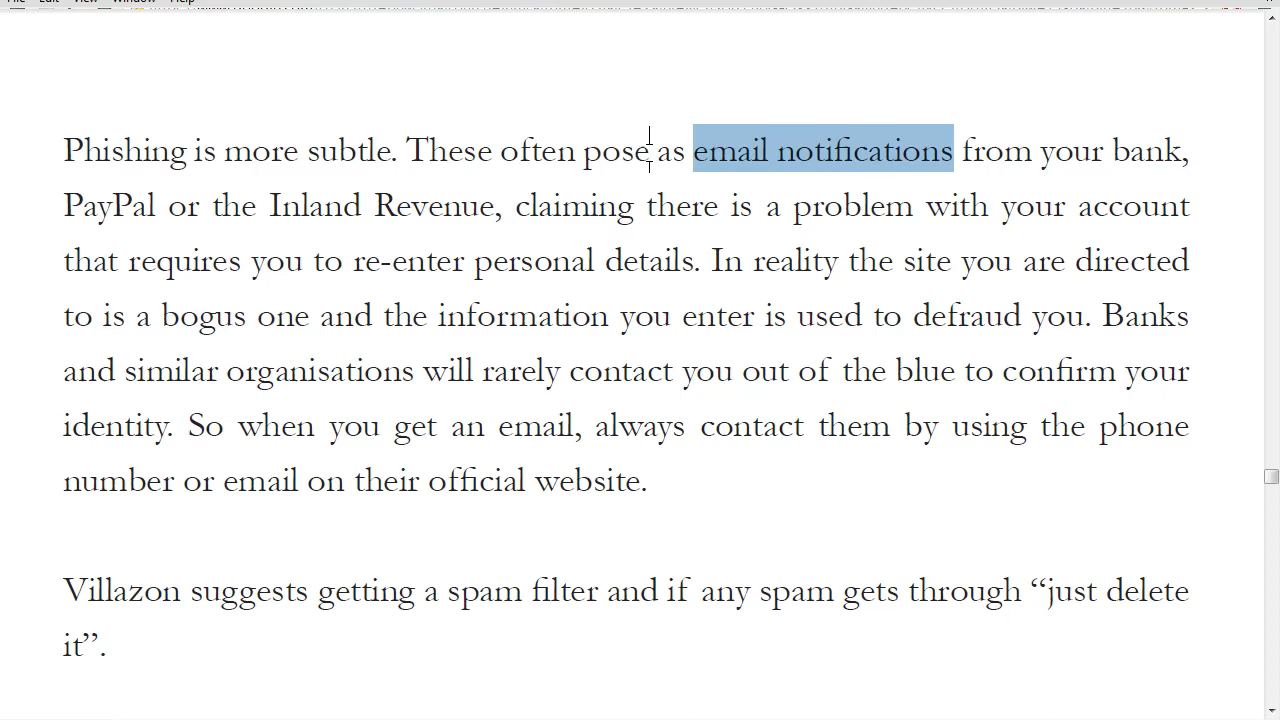 File Edit View Window Help
Phishing is more subtle. These often pose as email notifications from your bank,
PayPal or the Inland Revenue, claiming there is a problem with your account
that requires you to re-enter personal details. In reality the site you are directed
to is a bogus one and the information you enter is used to defraud you. Banks
and similar organisations will rarely contact you out of the blue to confirm your
identity. So when you get an email, always contact them by using the phone
number or email on their official website.
Villazon suggests getting a spam filter and if any spam gets through “just delete
it”.